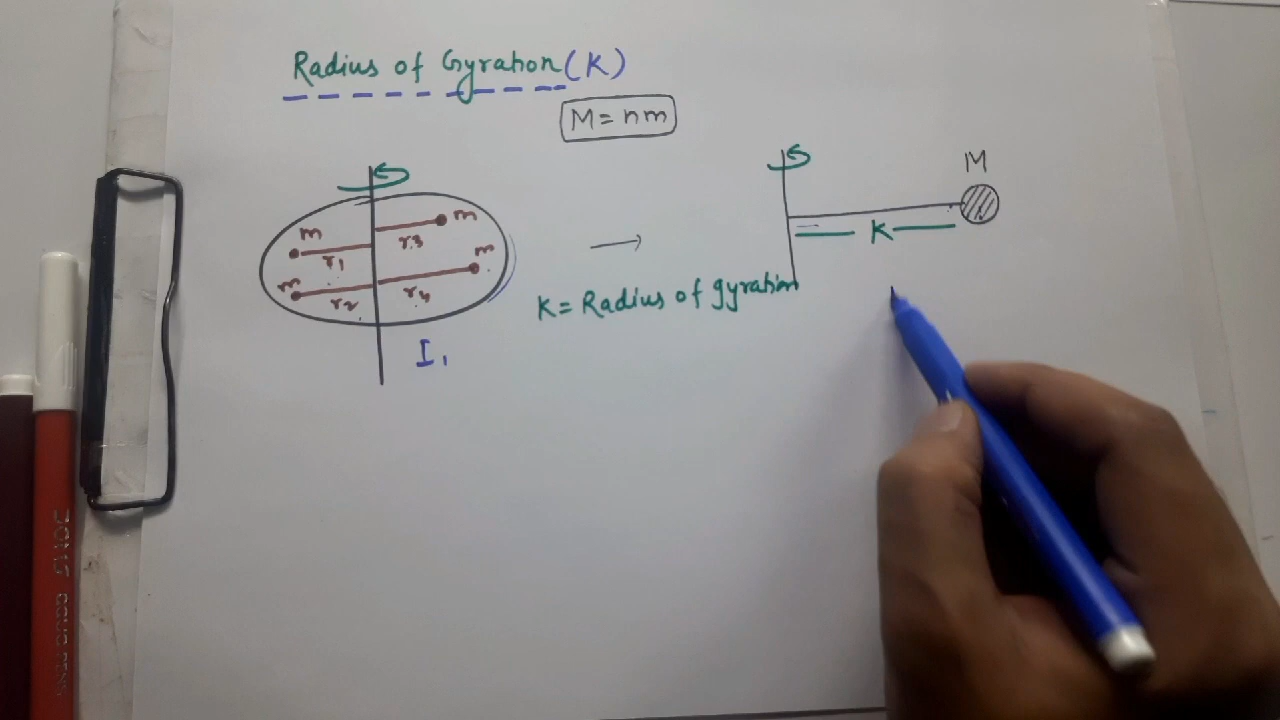 Radius of Gyration (K)
M = nm
M
m
r3
m
r1
m
m
r2
r4
K
K = Radius of gyration
I1